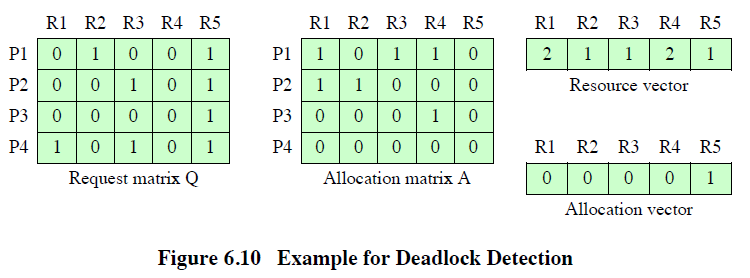 R1 R2 R3 R4 R5
P1 0 1 0 0 1
P2 0 0 1 0 1
P3 0 0 0 0 1
P4 1 0 1 0 1
Request matrix Q
R1 R2 R3 R4 R5
P1 1 0 1 1 0
P2 1 1 0 0 0
P3 0 0 0 1 0
P4 0 0 0 0 0
Allocation matrix A
R1 R2 R3 R4 R5
2 1 1 2 1
Resource vector
R1 R2 R3 R4 R5
0 0 0 0 1
Allocation vector
Figure 6.10 Example for Deadlock Detection